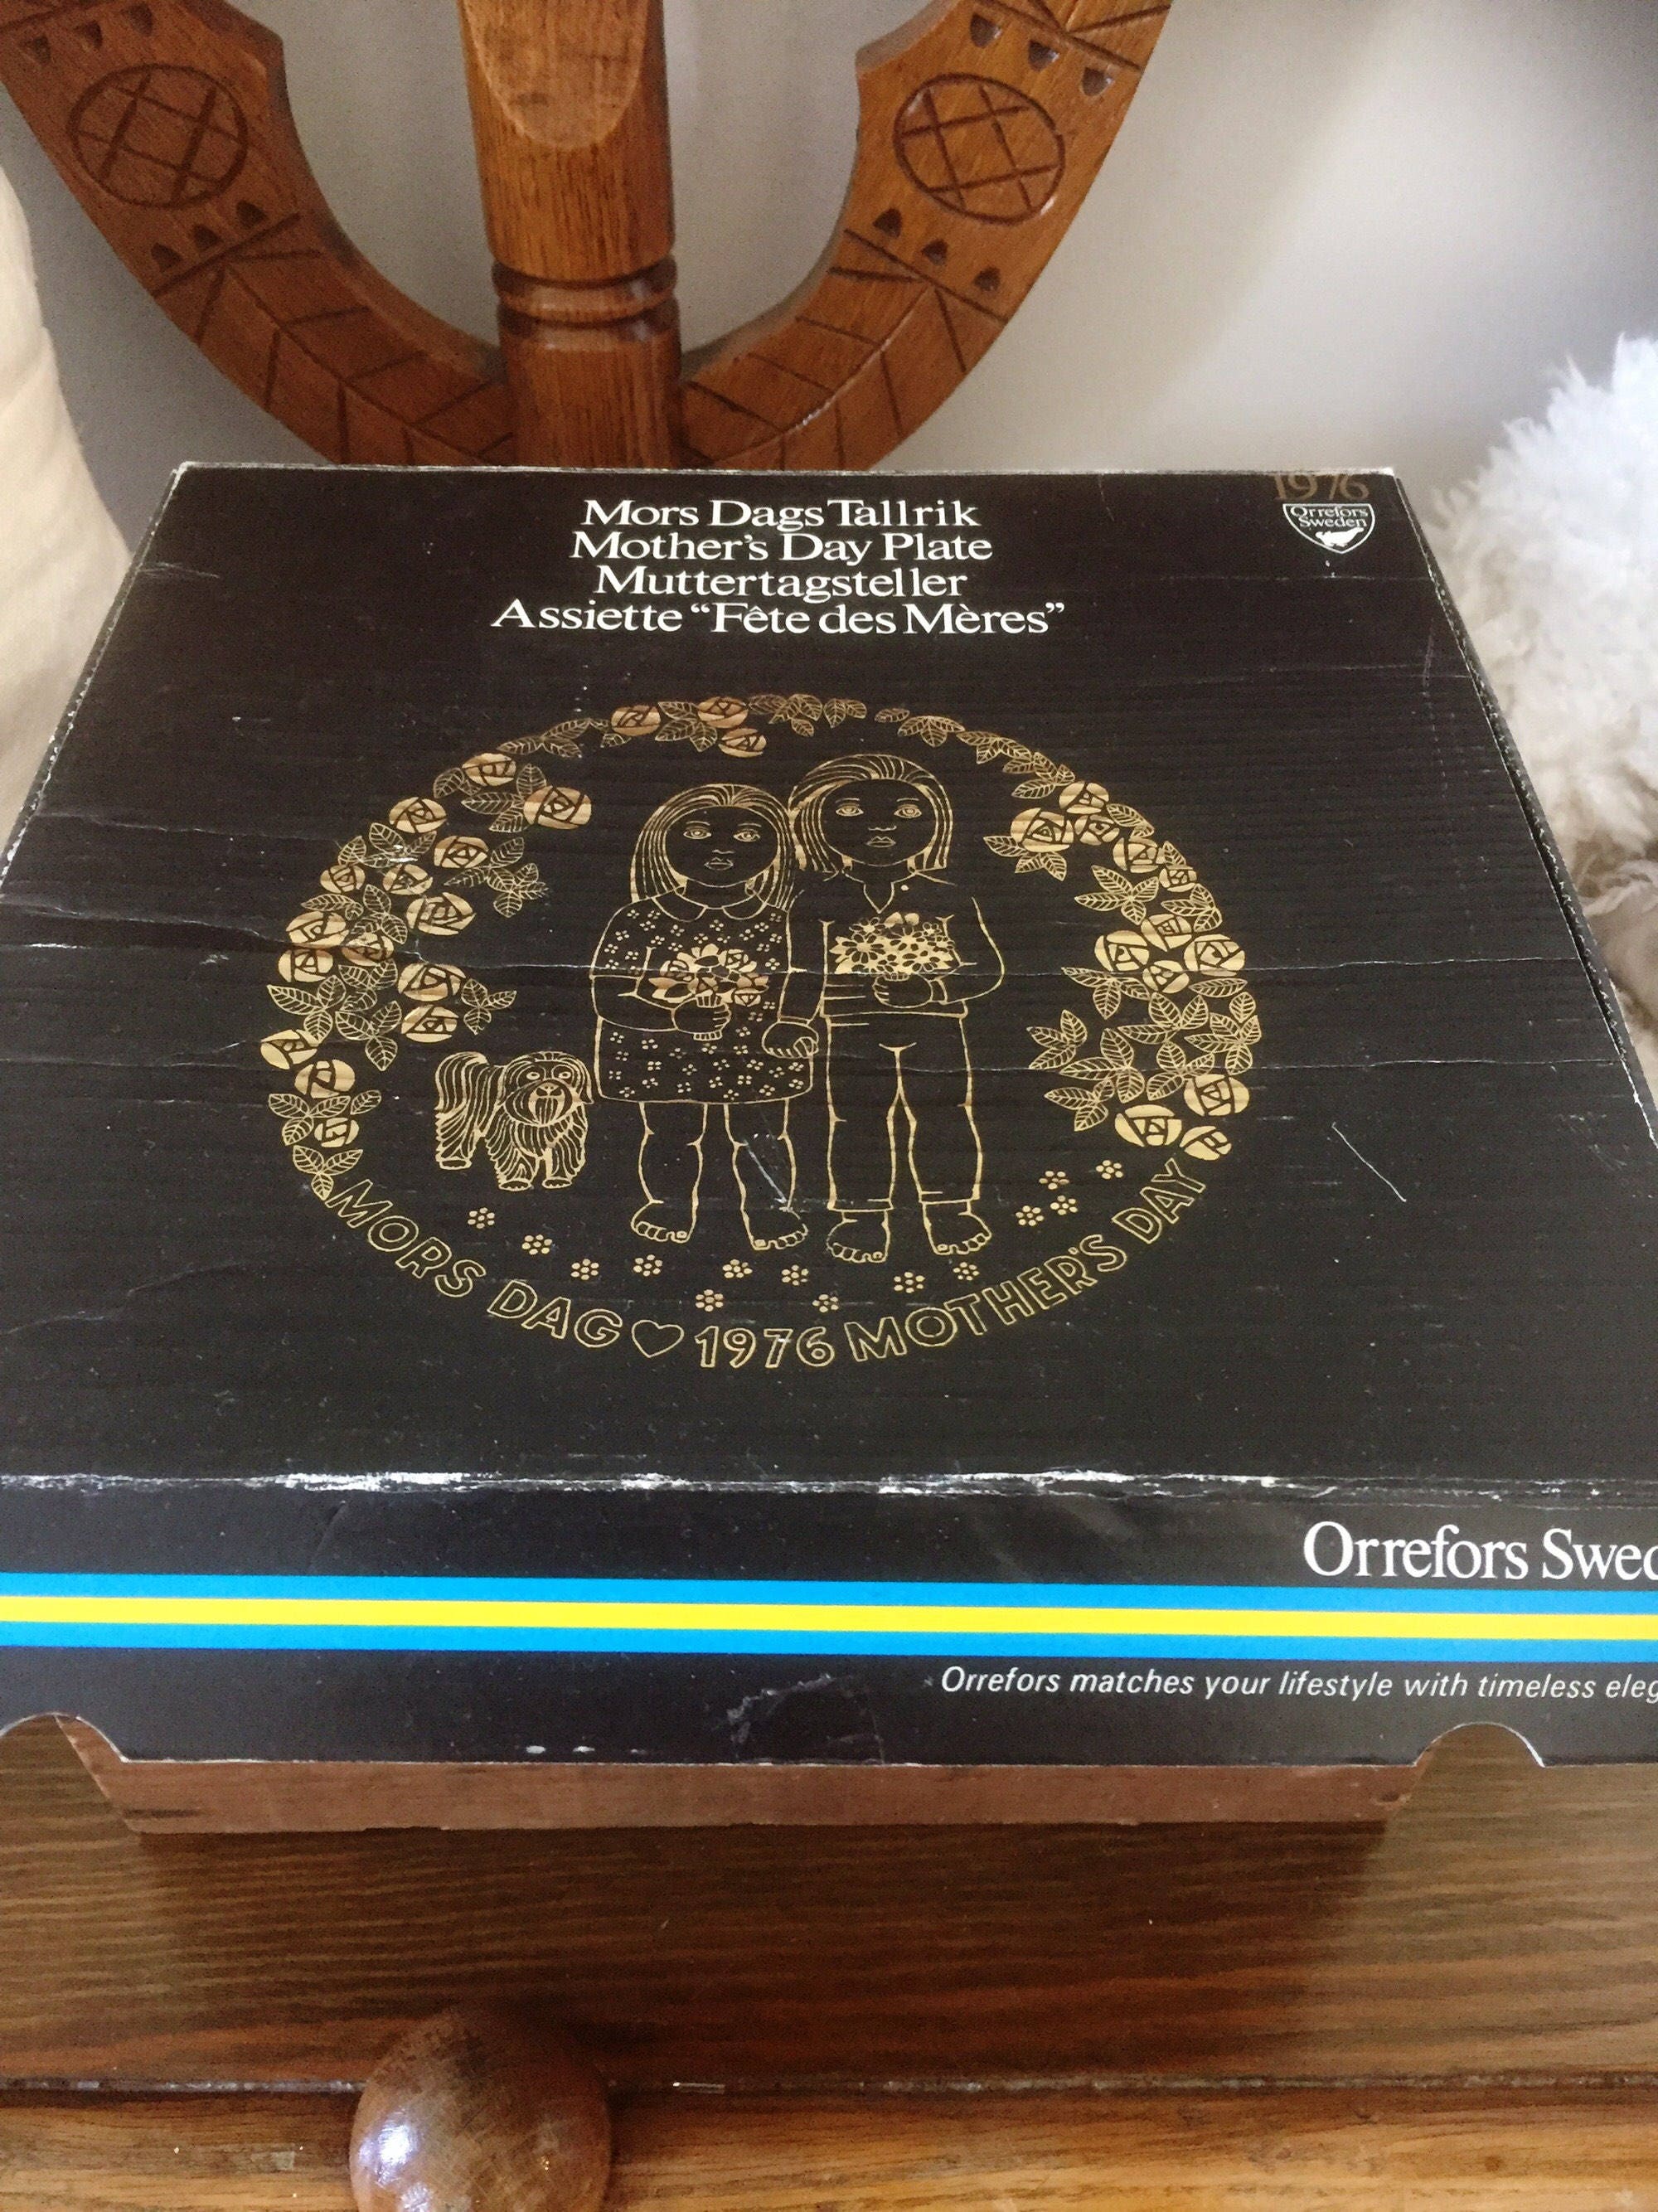 Mors Dags Tallrik
Mother's Day Plate
Muttertagsteller
Assiette “Fête des Mères”
1976
Orrefors
Sweden
MORS DAG ♡ 1976 MOTHER'S DAY
Orrefors Swed
Orrefors matches your lifestyle with timeless eleg